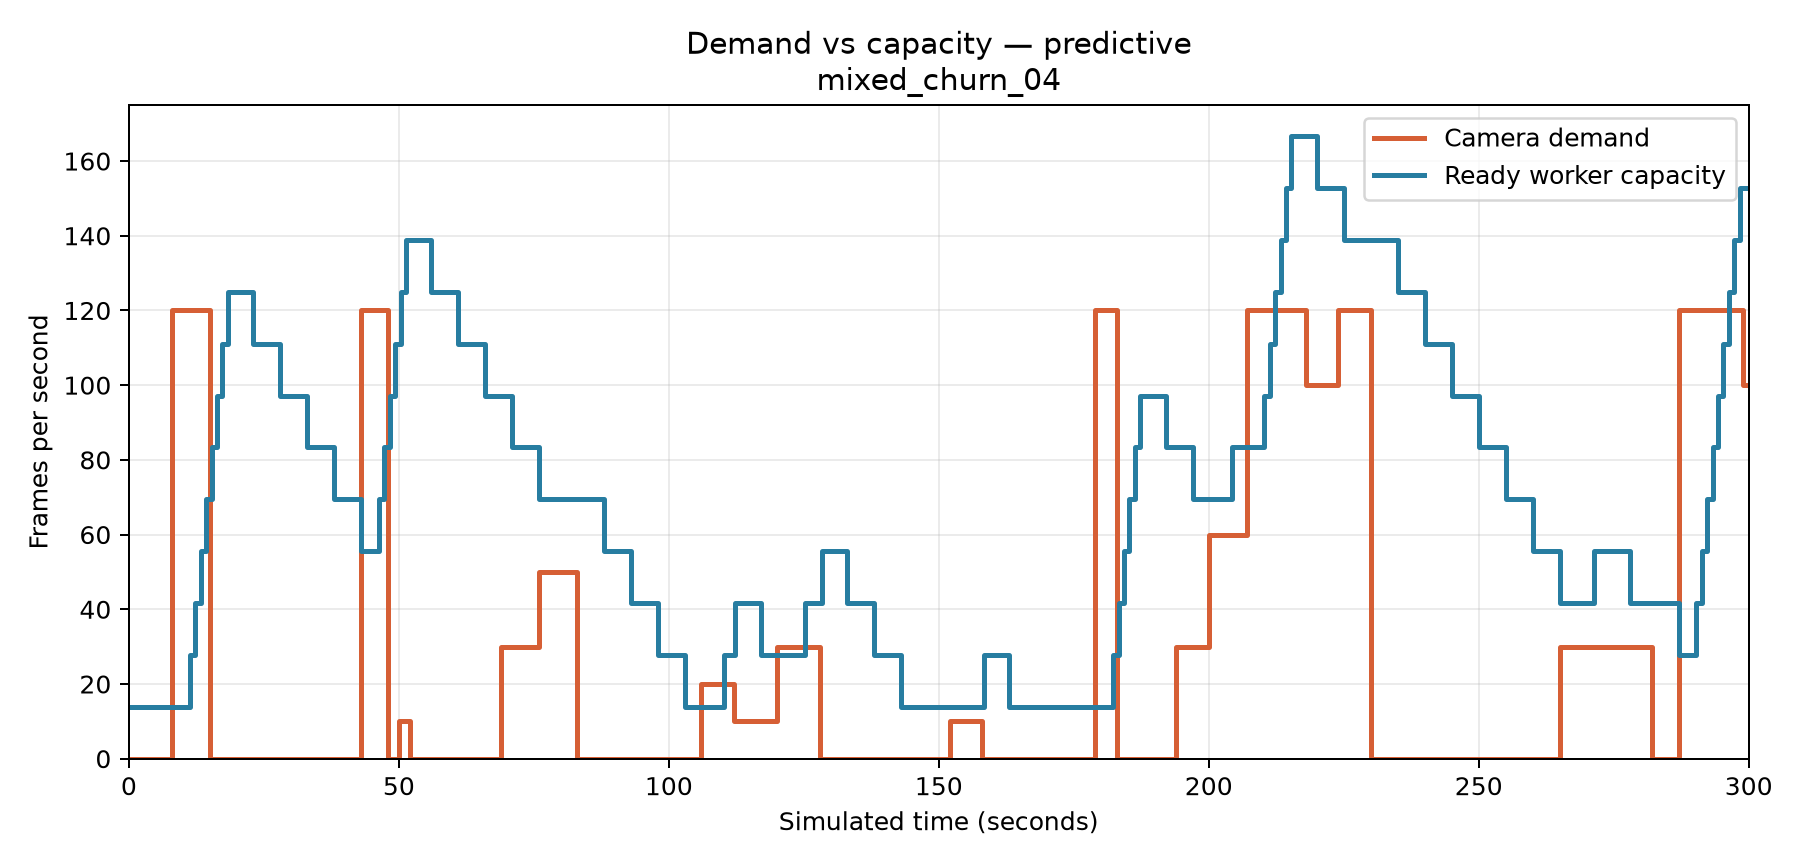 Demand vs capacity — predictive
mixed_churn_04
Camera demand
Ready worker capacity
Frames per second
160
140
120
100
80
60
40
20
0
0 50 100 150 200 250 300
Simulated time (seconds)